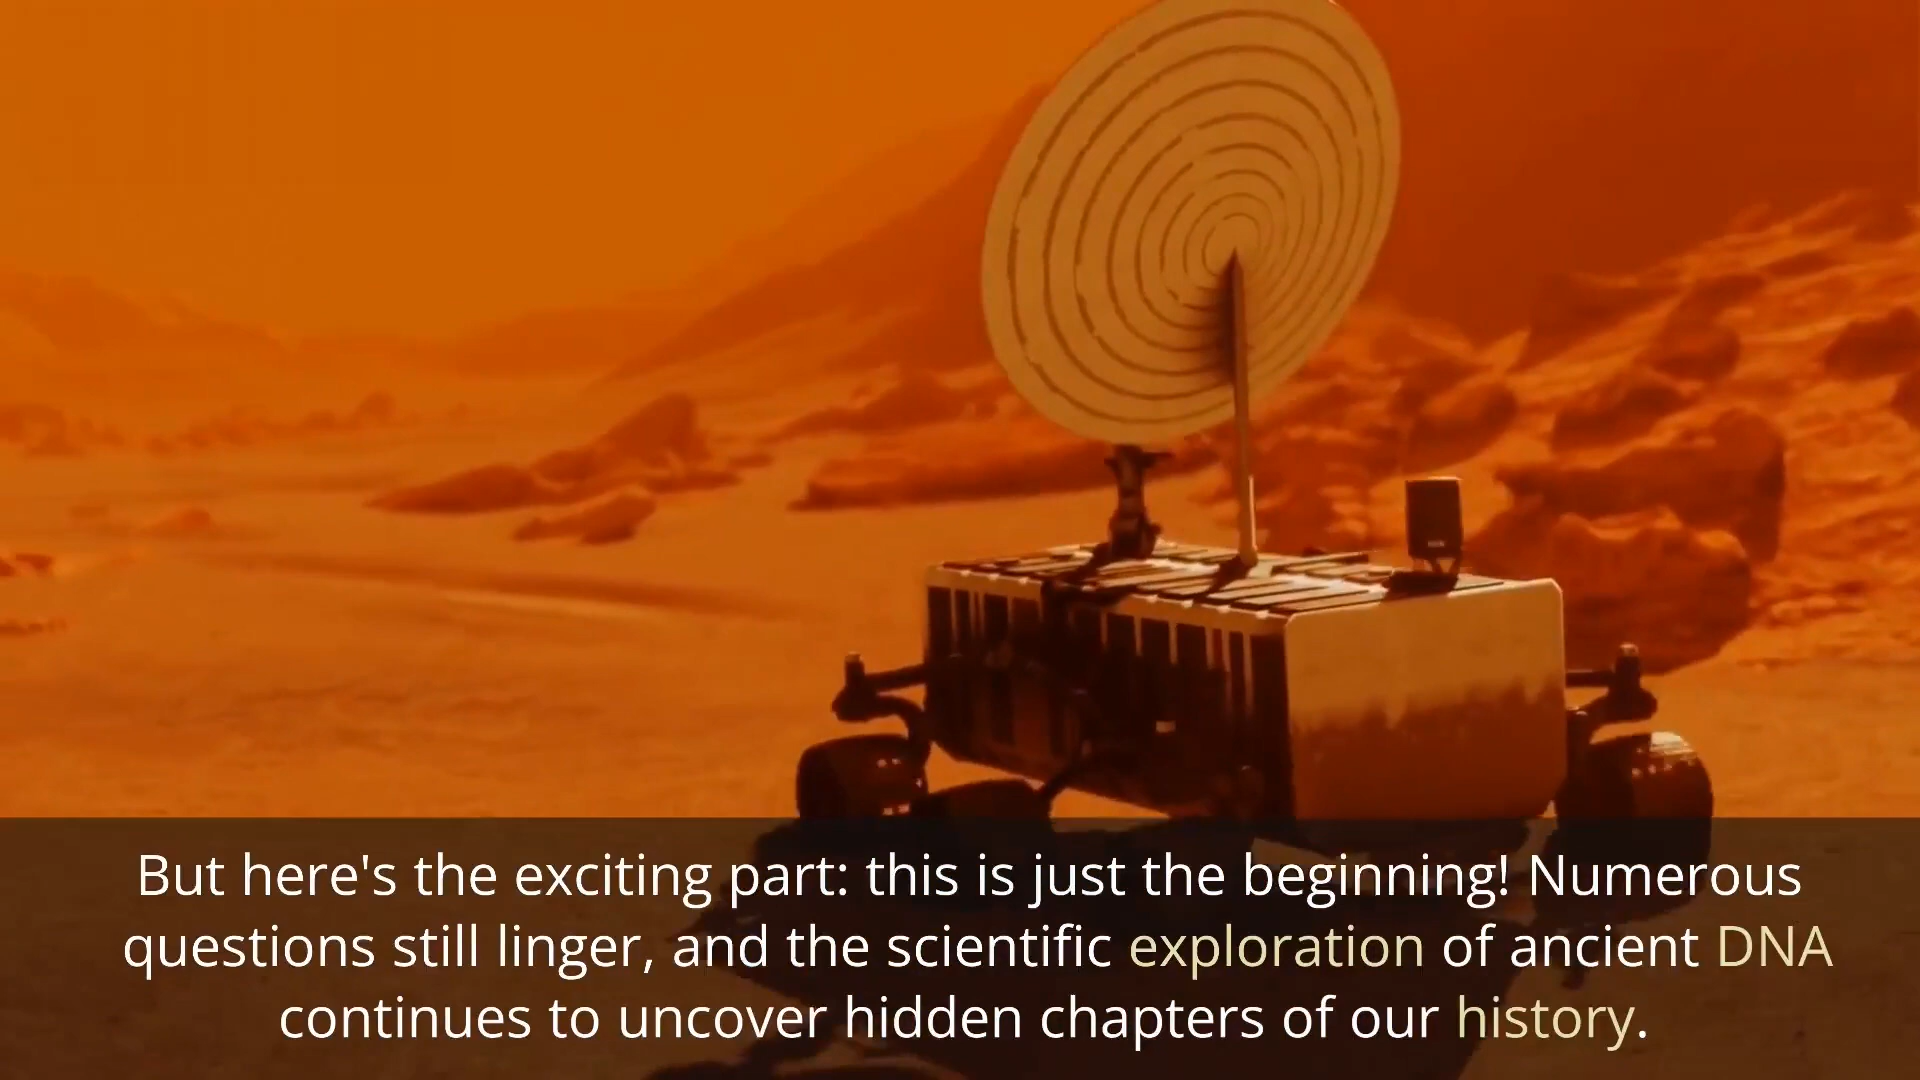 But here's the exciting part: this is just the beginning! Numerous
questions still linger, and the scientific exploration of ancient DNA
continues to uncover hidden chapters of our history.